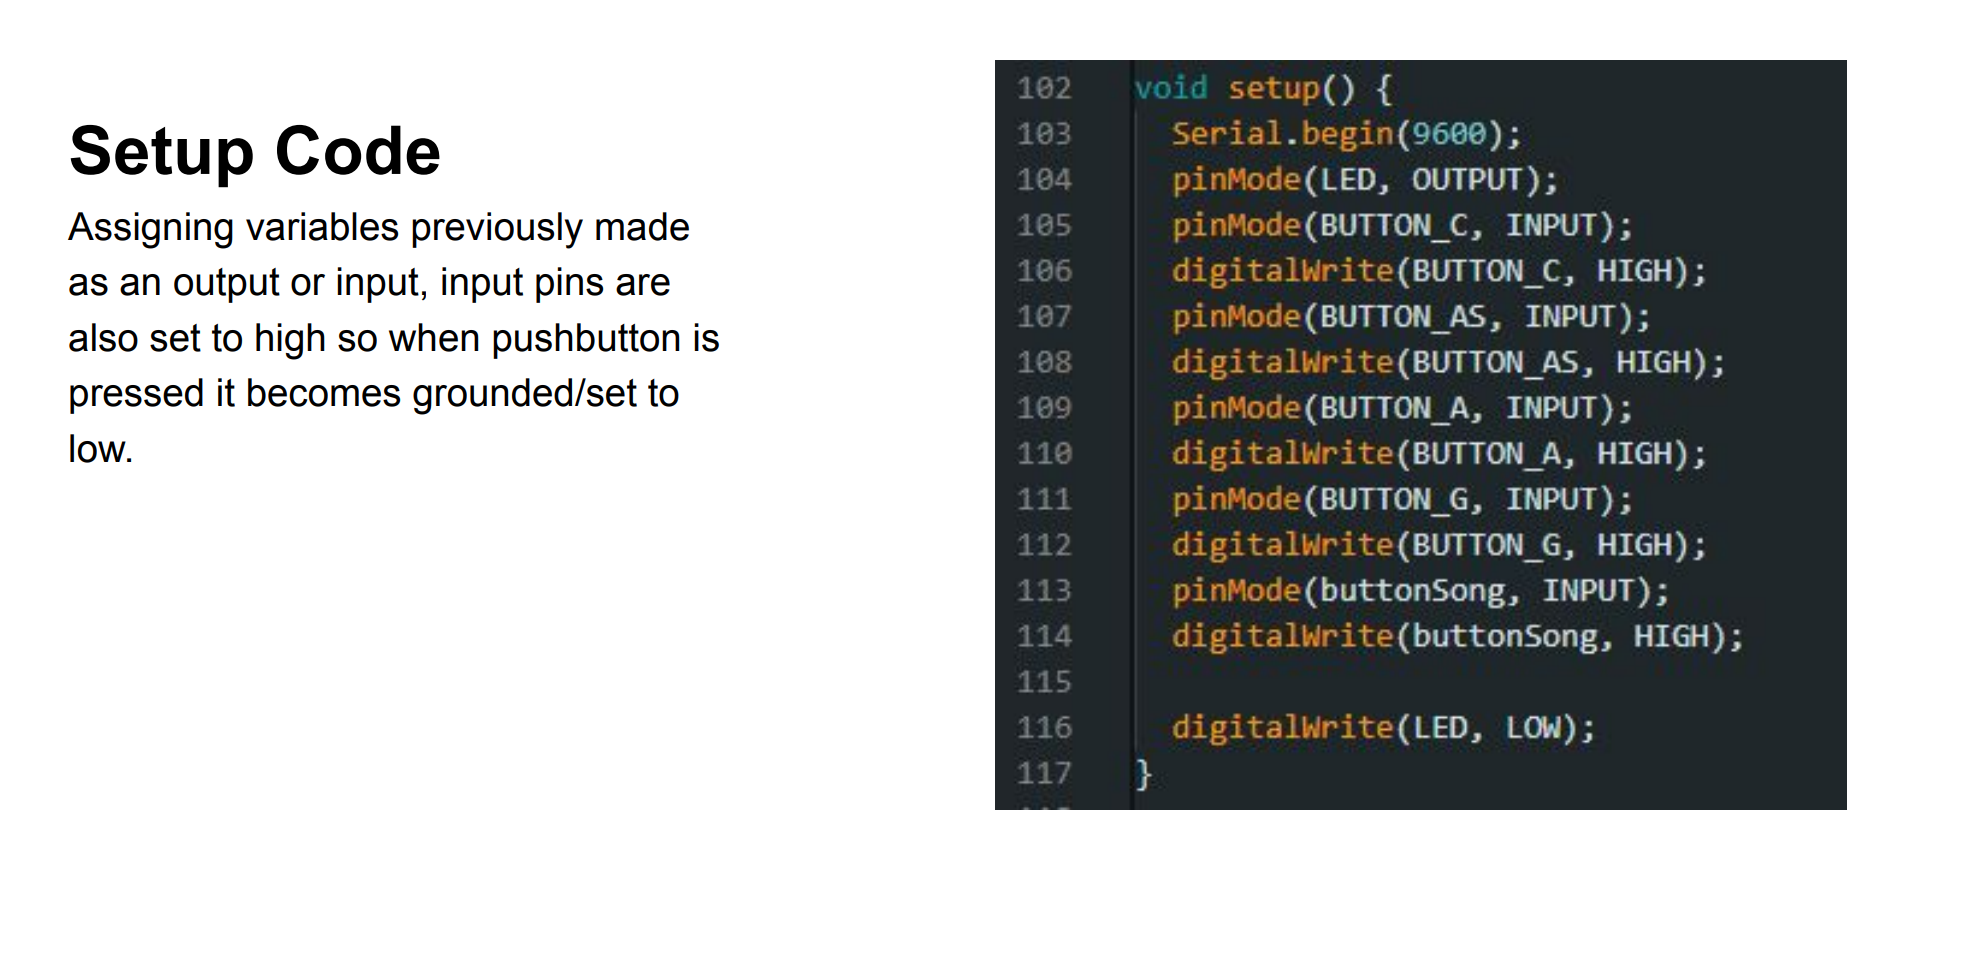 Setup Code
Assigning variables previously made
as an output or input, input pins are
also set to high so when pushbutton is
pressed it becomes grounded/set to
low.
102 void setup() {
103 Serial.begin(9600);
104 pinMode(LED, OUTPUT);
105 pinMode(BUTTON_C, INPUT);
106 digitalWrite(BUTTON_C, HIGH);
107 pinMode(BUTTON_AS, INPUT);
108 digitalWrite(BUTTON_AS, HIGH);
109 pinMode(BUTTON_A, INPUT);
110 digitalWrite(BUTTON_A, HIGH);
111 pinMode(BUTTON_G, INPUT);
112 digitalWrite(BUTTON_G, HIGH);
113 pinMode(buttonSong, INPUT);
114 digitalWrite(buttonSong, HIGH);
115
116 digitalWrite(LED, LOW);
117 }